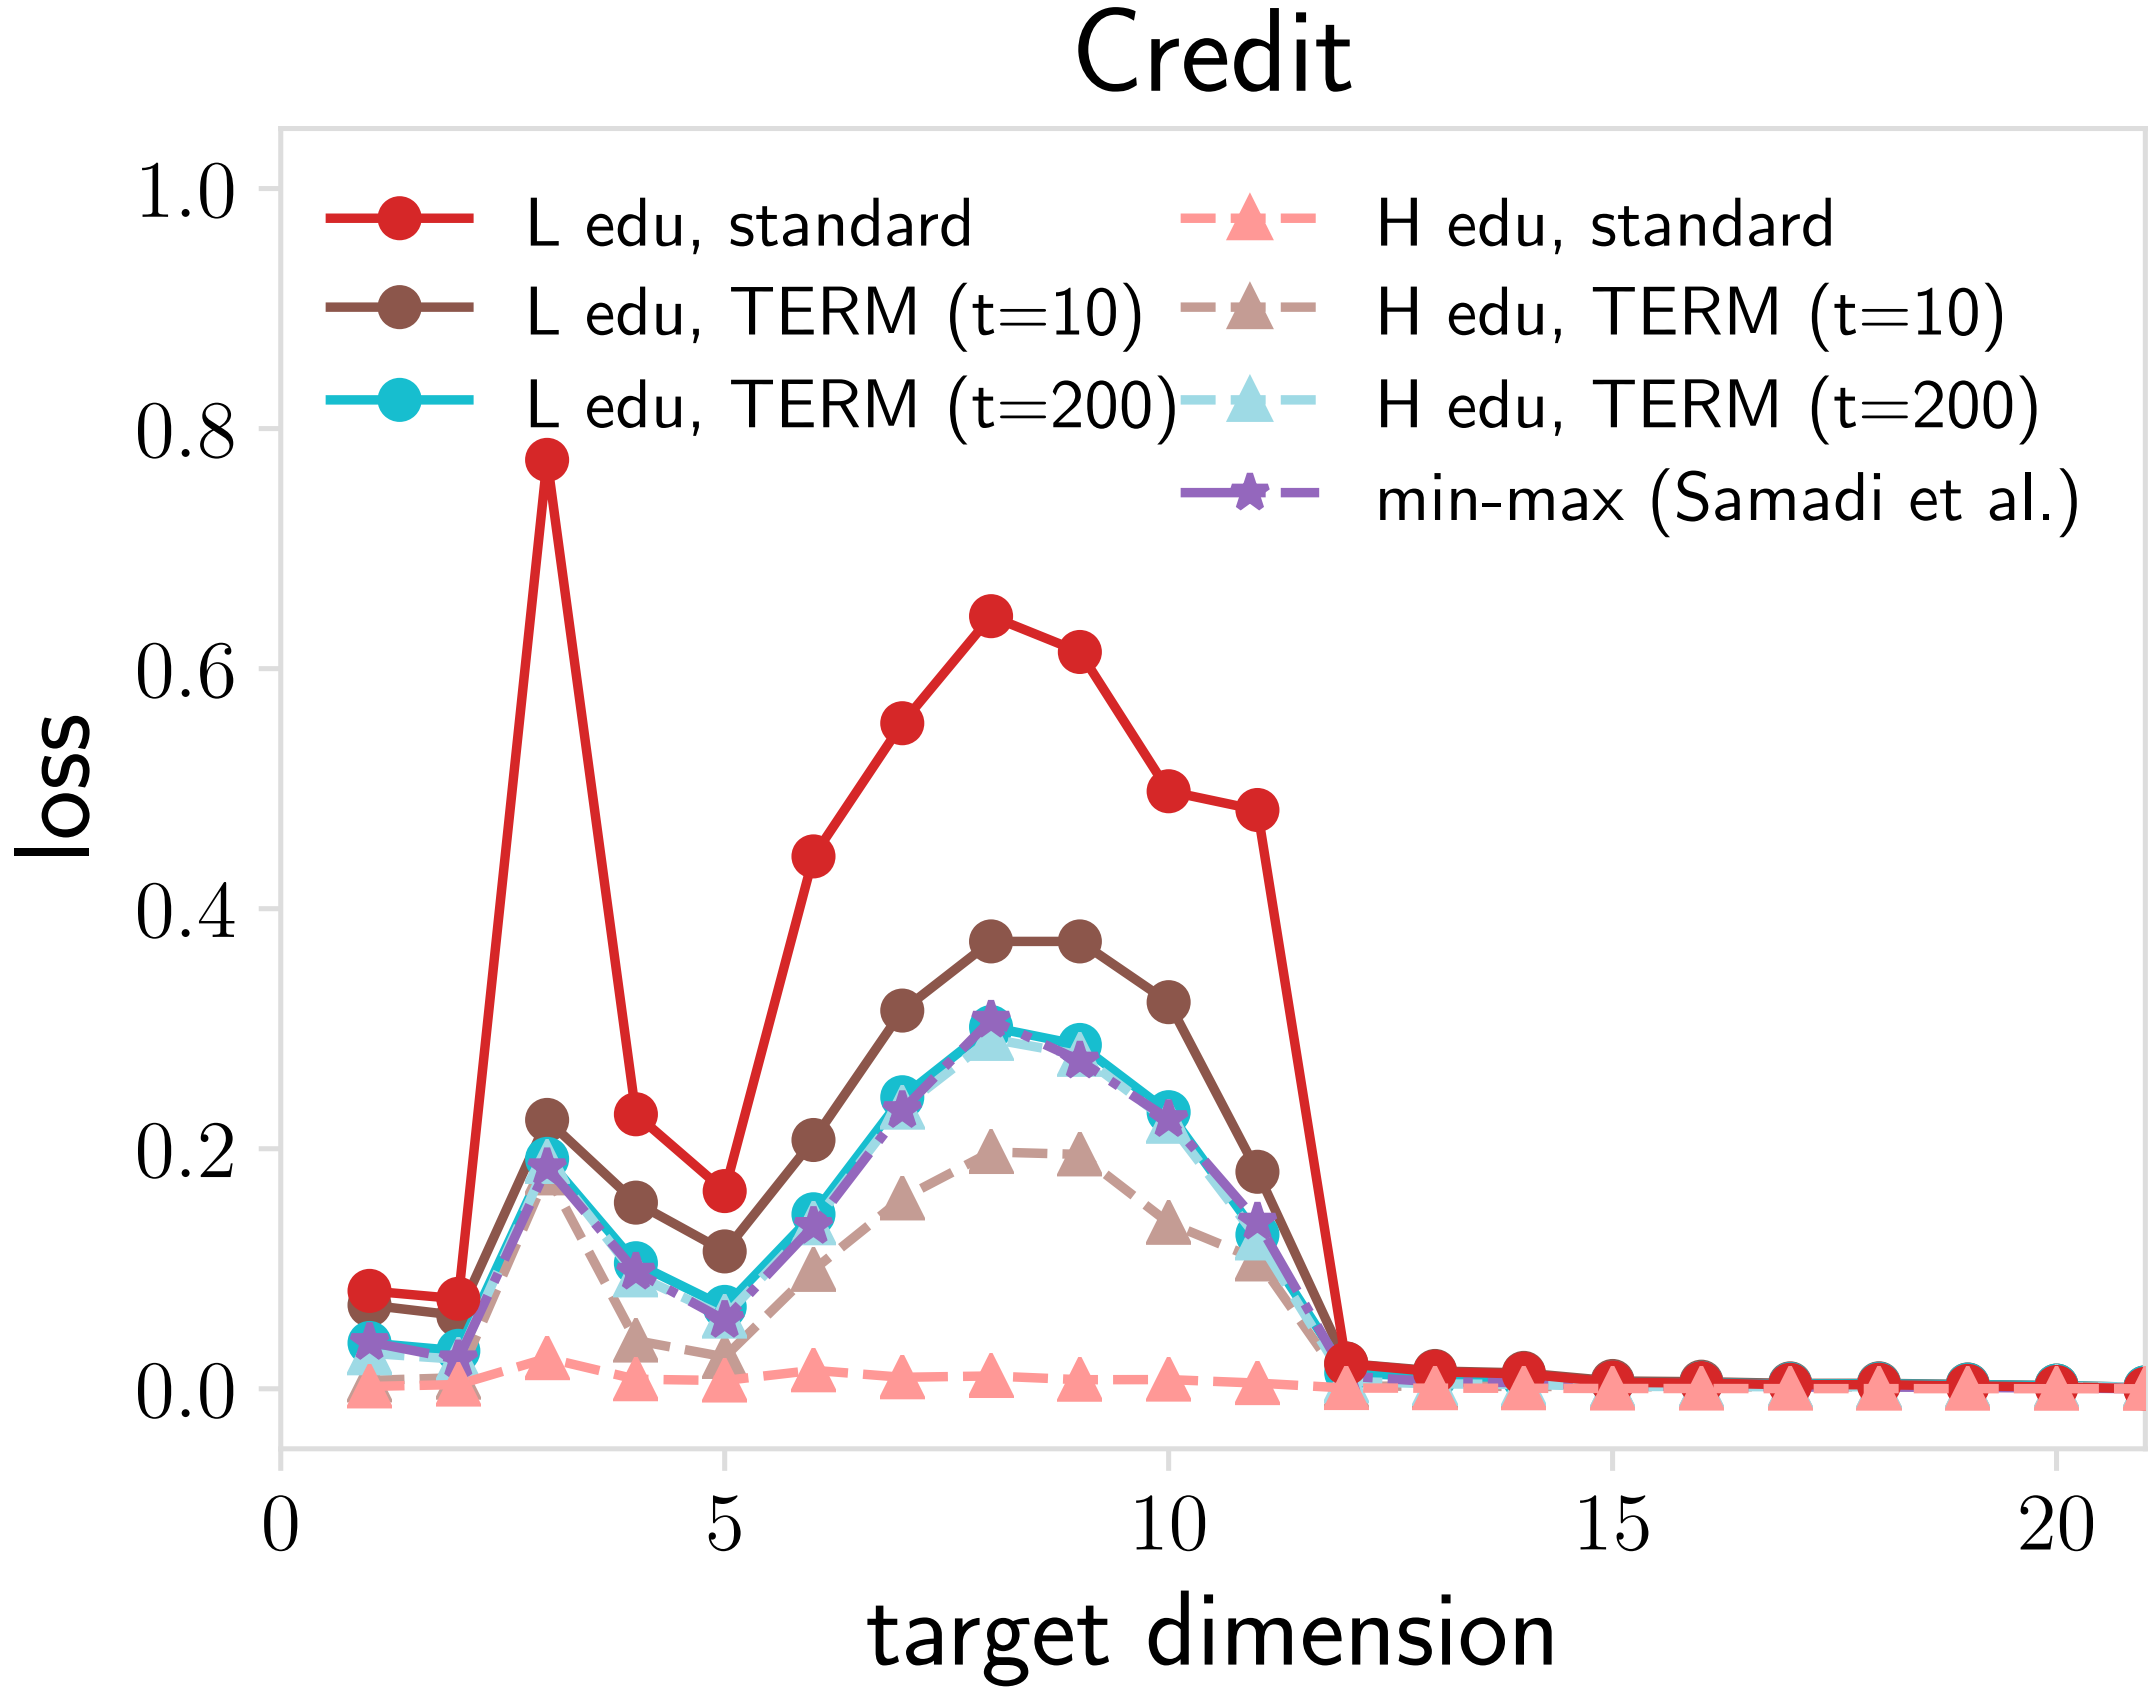 Credit
1.0
0.8
0.6
0.4
0.2
0.0
loss
L edu, standard
L edu, TERM (t=10)
L edu, TERM (t=200)
H edu, standard
H edu, TERM (t=10)
H edu, TERM (t=200)
min-max (Samadi et al.)
0 5 10 15 20
target dimension